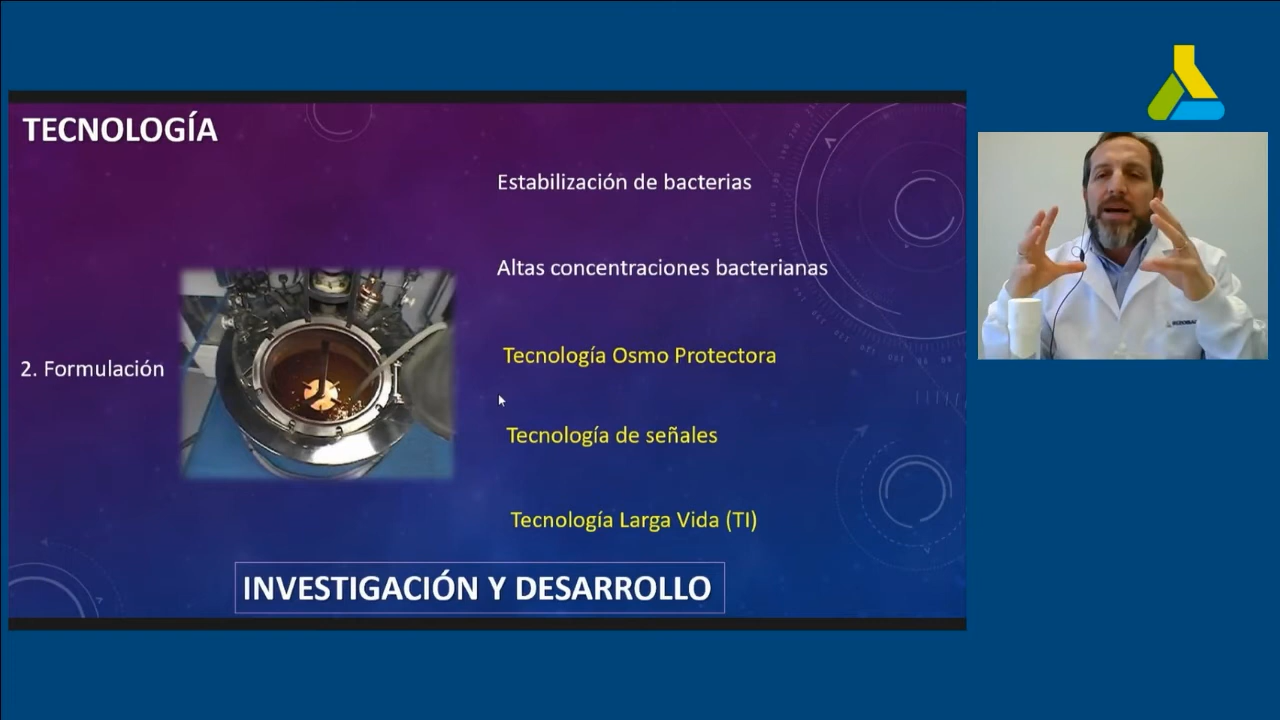 TECNOLOGÍA
Estabilización de bacterias
Altas concentraciones bacterianas
2. Formulación
Tecnología Osmo Protectora
Tecnología de señales
Tecnología Larga Vida (TI)
INVESTIGACIÓN Y DESARROLLO